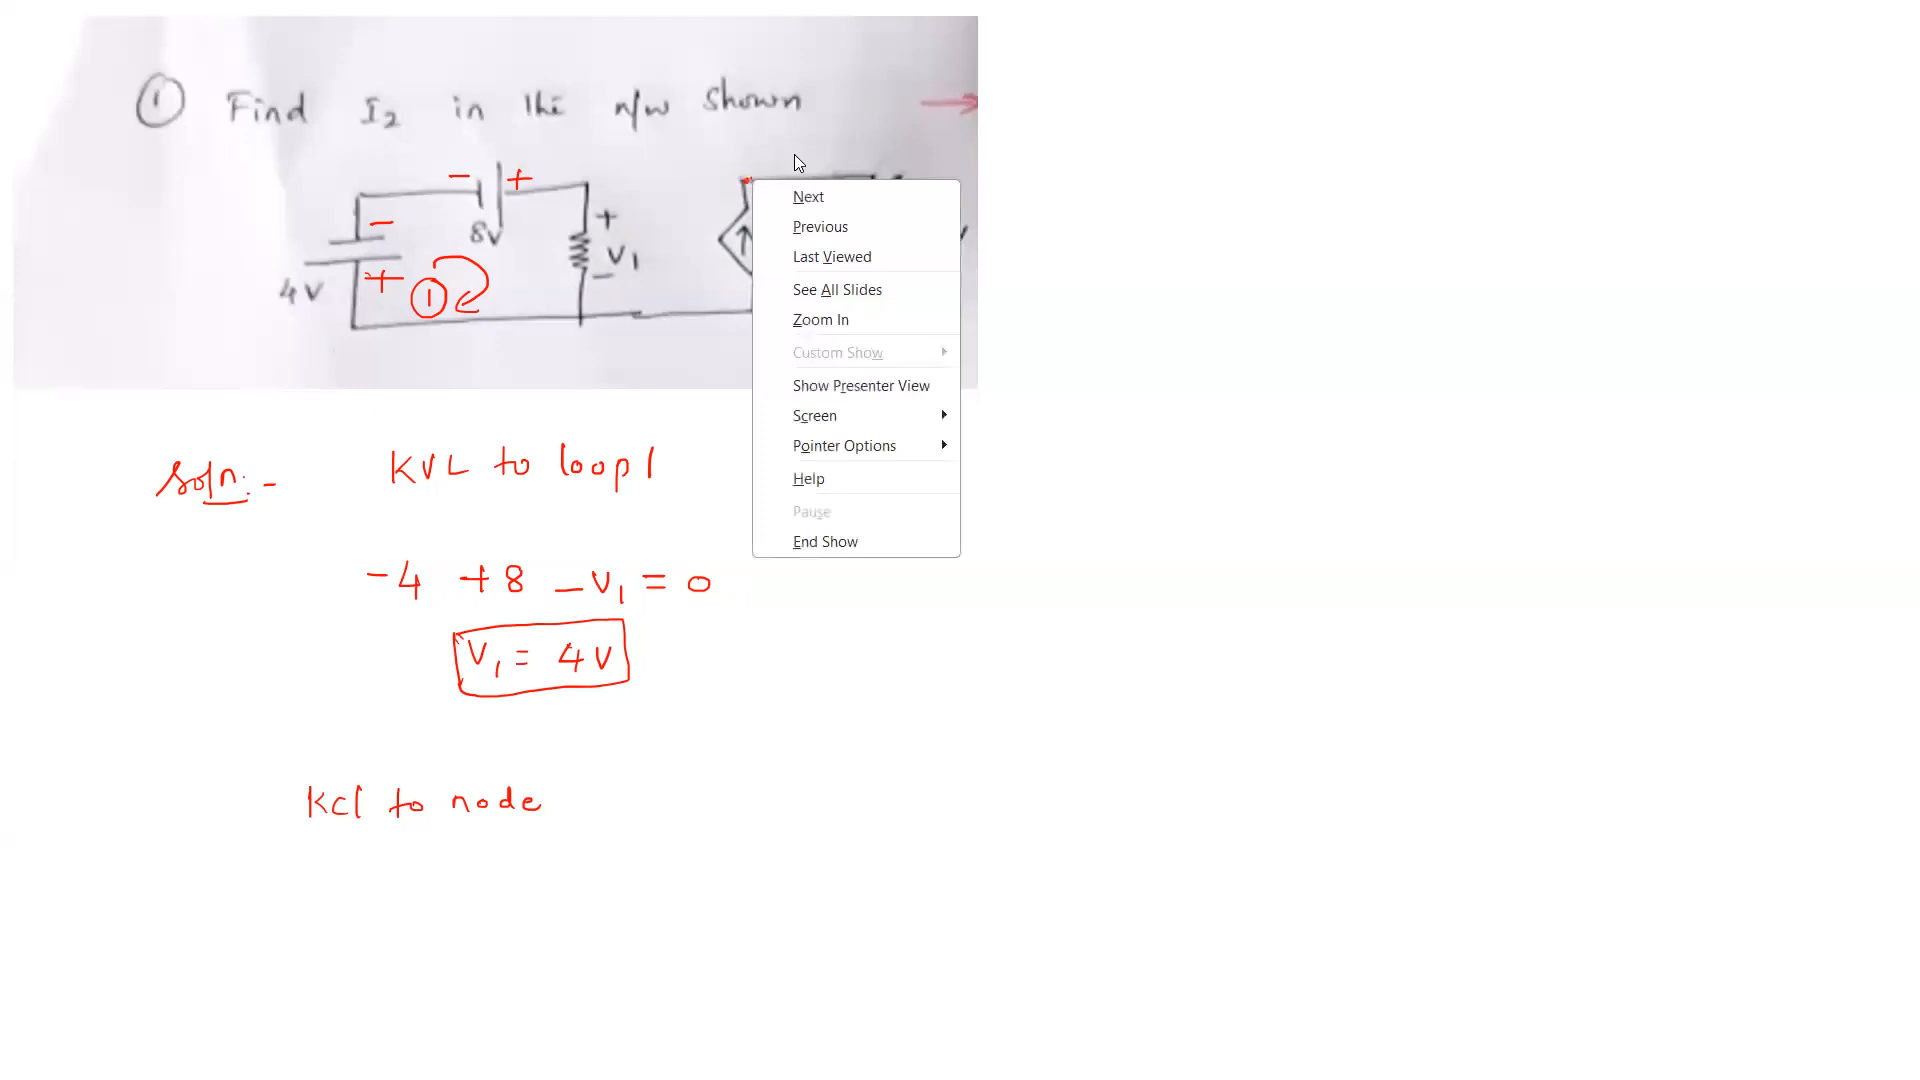 ① Find I2 in the n/w shown
- +
8V
-
+
4V
①
+
V1
-
Next
Previous
Last Viewed
See All Slides
Zoom In
Custom Show
Show Presenter View
Screen
Pointer Options
Help
Pause
End Show
Soln:-
KVL to loop 1
-4 +8 -V1 = 0
V1 = 4V
KCl to node